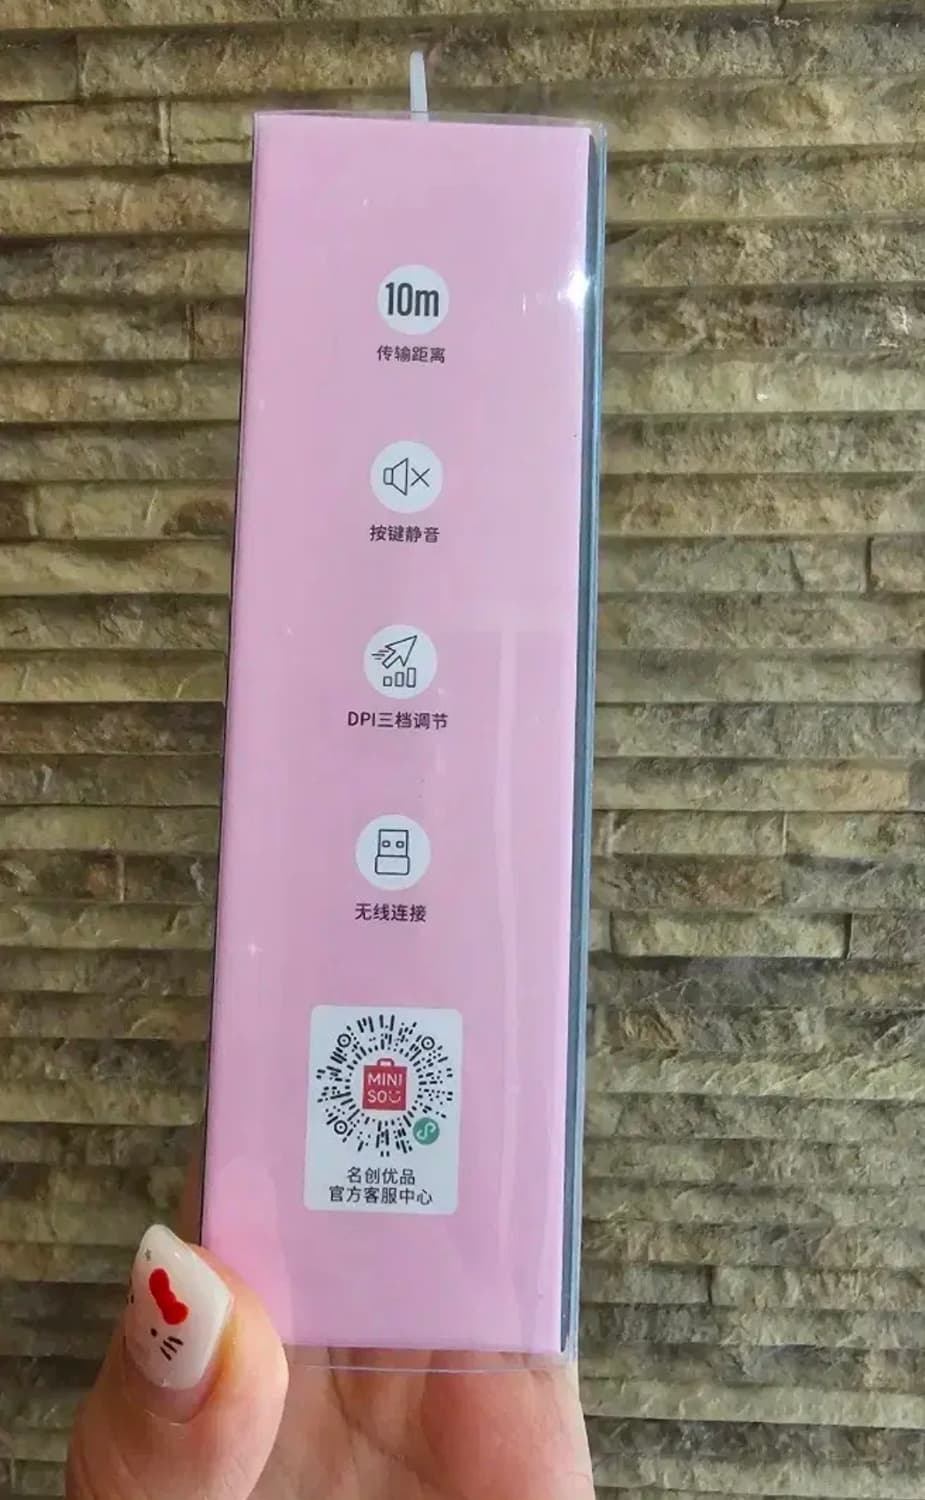 10m
传输距离
按键静音
DPI三档调节
无线连接
MINI
SO
名创优品
官方客服中心